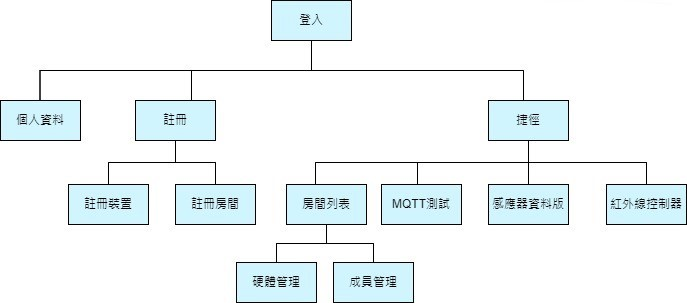 登入
個人資料
註冊
捷徑
註冊裝置
註冊房間
房間列表
MQTT測試
感應器資料版
紅外線控制器
硬體管理
成員管理